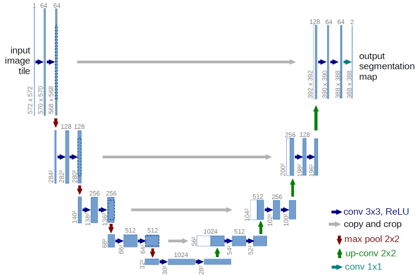 1 64 64
128 64 64 2
input
image
tile
output
segmentation
map
572 x 572
570 x 570
568 x 568
392 x 392
390 x 390
388 x 388
388 x 388
128 128
256 128
284²
282²
280²
200²
198²
196²
256 256
512 256
140²
138²
136²
104²
102²
100²
512 512
1024 512
68²
66²
64²
56²
54²
52²
1024
32²
30²
28²
conv 3x3, ReLU
copy and crop
max pool 2x2
up-conv 2x2
conv 1x1